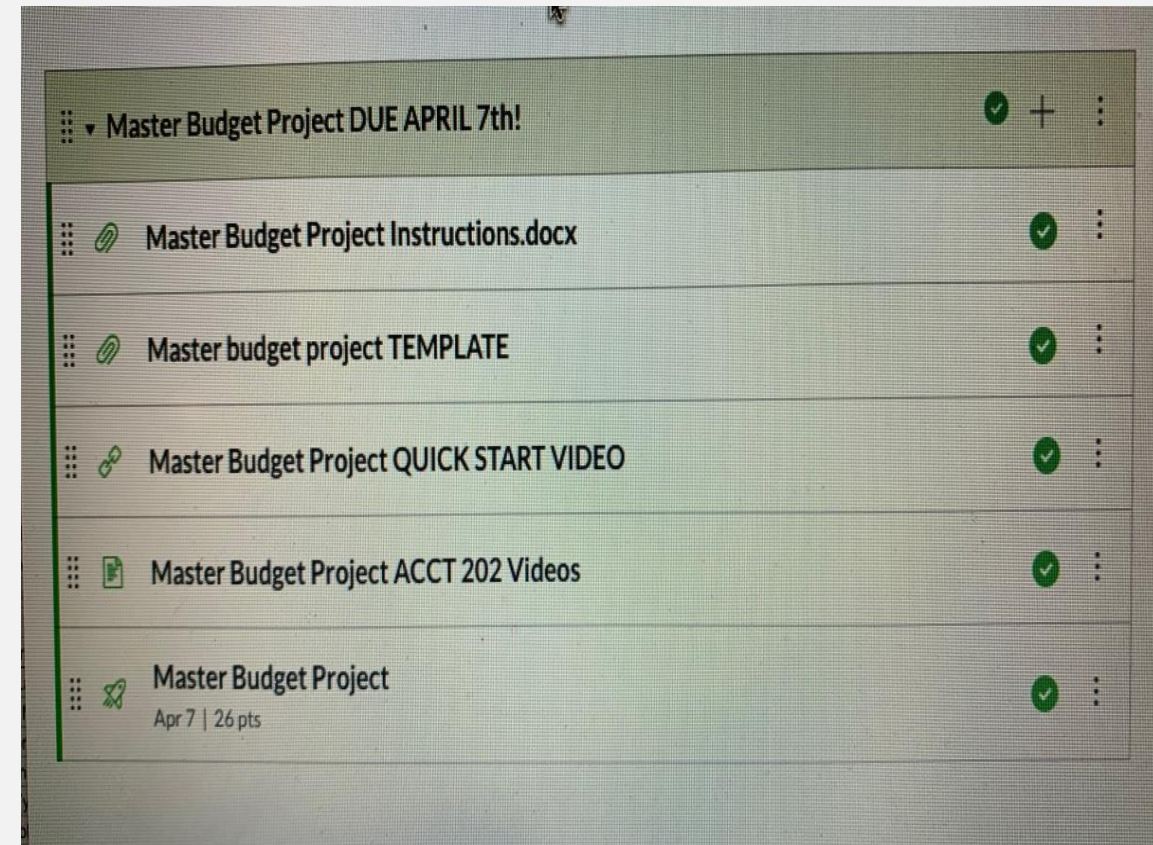 Master Budget Project DUE APRIL 7th!
Master Budget Project Instructions.docx
Master budget project TEMPLATE
Master Budget Project QUICK START VIDEO
Master Budget Project ACCT 202 Videos
Master Budget Project
Apr 7 | 26 pts